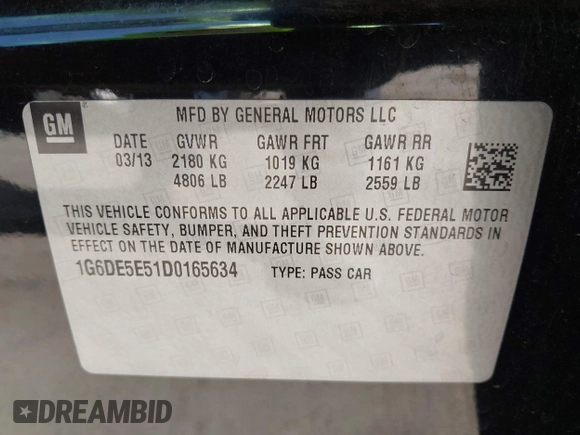 GM
MFD BY GENERAL MOTORS LLC
DATE GVWR GAWR FRT GAWR RR
03/13 2180 KG 1019 KG 1161 KG
4806 LB 2247 LB 2559 LB
THIS VEHICLE CONFORMS TO ALL APPLICABLE U.S. FEDERAL MOTOR
VEHICLE SAFETY, BUMPER, AND THEFT PREVENTION STANDARDS IN
EFFECT ON THE DATE OF MANUFACTURE SHOWN ABOVE.
1G6DE5E51D0165634 TYPE: PASS CAR
DREAMBID